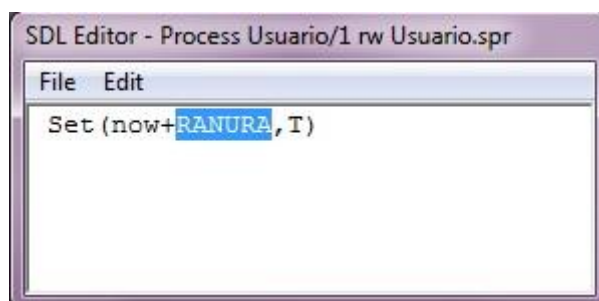 SDL Editor - Process Usuario/1 rw Usuario.spr
File Edit
Set(now+RANURA,T)